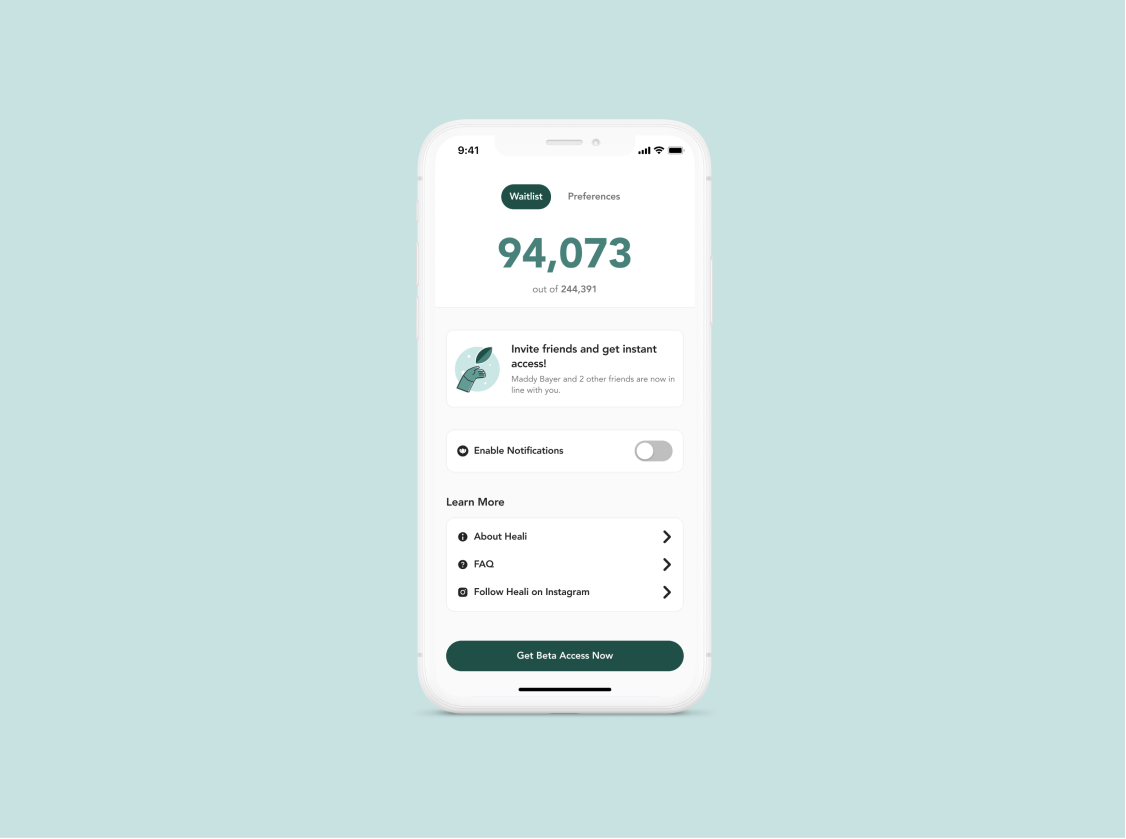 9:41
Waitlist Preferences
94,073
out of 244,391
Invite friends and get instant
access!
Maddy Bayer and 2 other friends are now in
line with you.
Enable Notifications
Learn More
About Heali
FAQ
Follow Heali on Instagram
Get Beta Access Now